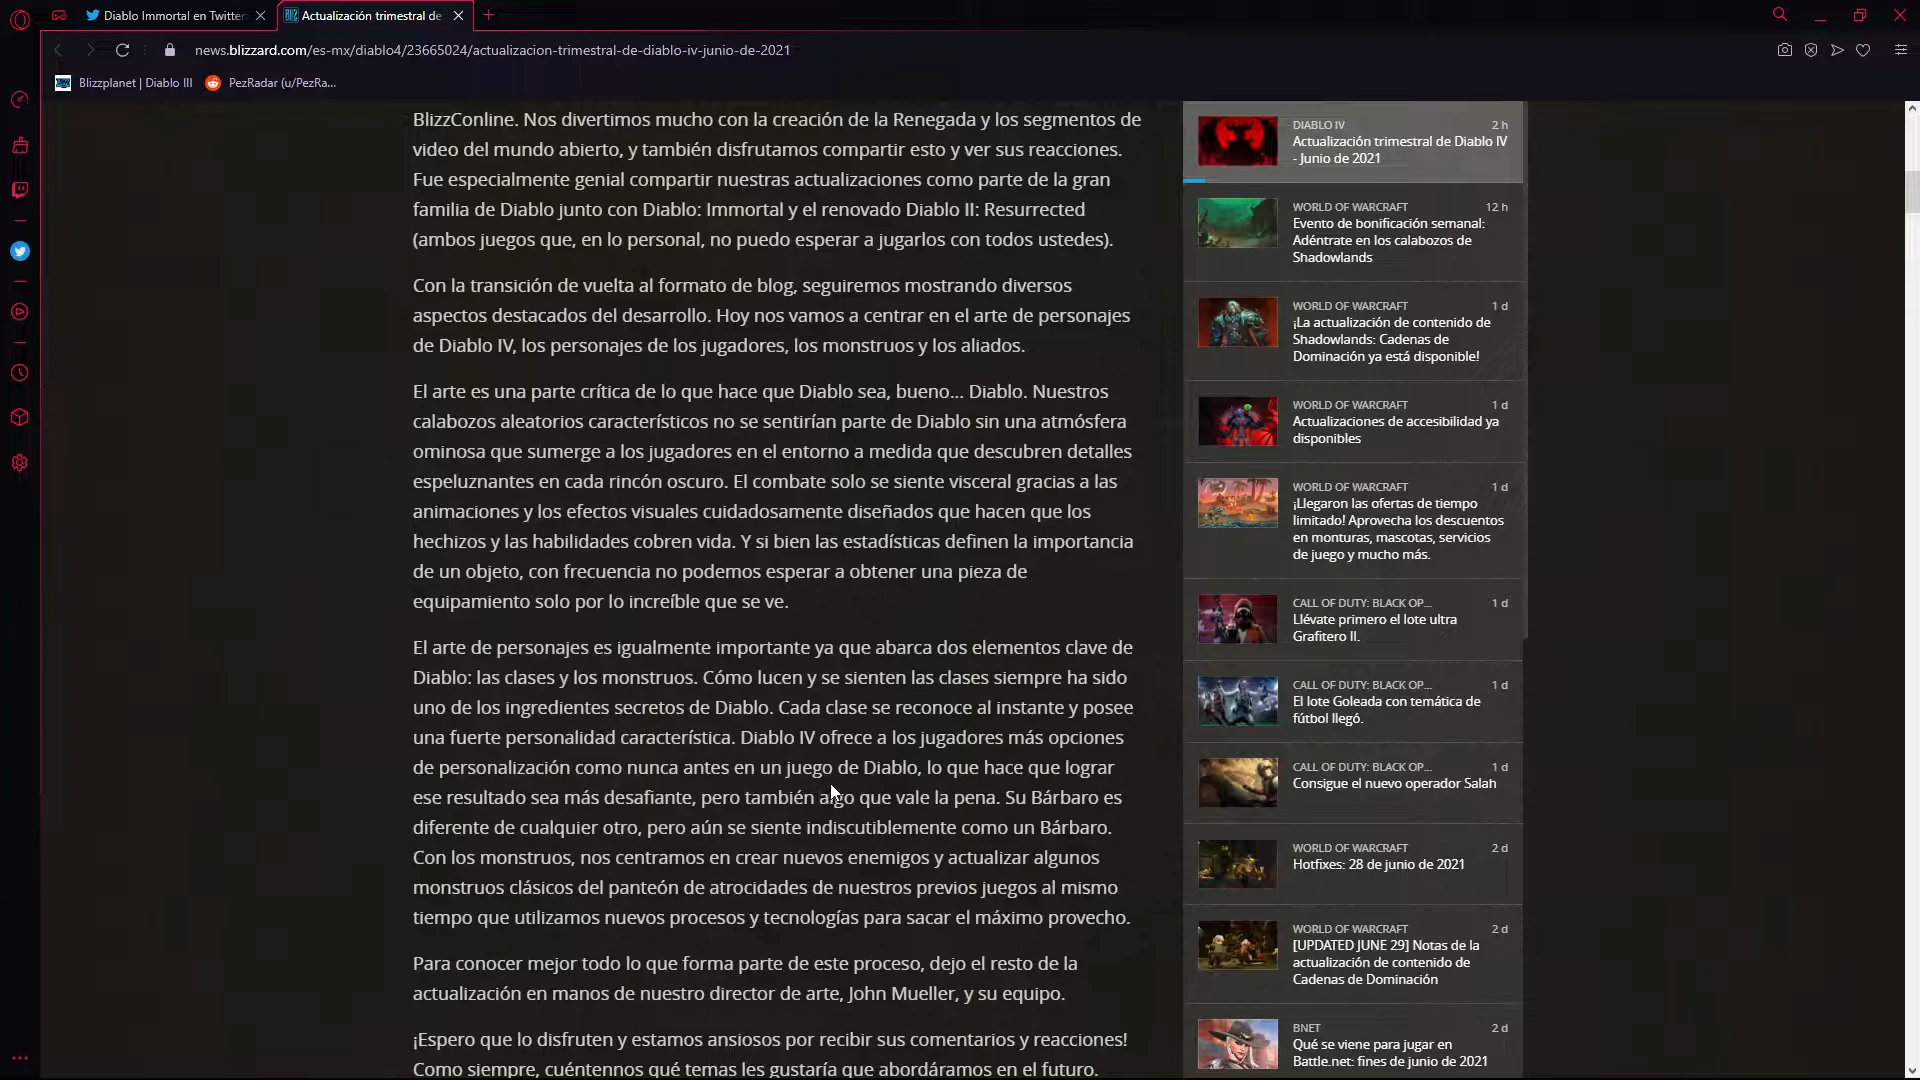 Diablo Immortal en Twitter
Actualización trimestral de
news.blizzard.com/es-mx/diablo4/23665024/actualizacion-trimestral-de-diablo-iv-junio-de-2021
Blizzplanet | Diablo III
PezRadar (u/PezRa...
BlizzConline. Nos divertimos mucho con la creación de la Renegada y los segmentos de
video del mundo abierto, y también disfrutamos compartir esto y ver sus reacciones.
Fue especialmente genial compartir nuestras actualizaciones como parte de la gran
familia de Diablo junto con Diablo: Immortal y el renovado Diablo II: Resurrected
(ambos juegos que, en lo personal, no puedo esperar a jugarlos con todos ustedes).
Con la transición de vuelta al formato de blog, seguiremos mostrando diversos
aspectos destacados del desarrollo. Hoy nos vamos a centrar en el arte de personajes
de Diablo IV, los personajes de los jugadores, los monstruos y los aliados.
El arte es una parte crítica de lo que hace que Diablo sea, bueno... Diablo. Nuestros
calabozos aleatorios característicos no se sentirían parte de Diablo sin una atmósfera
ominosa que sumerge a los jugadores en el entorno a medida que descubren detalles
espeluznantes en cada rincón oscuro. El combate solo se siente visceral gracias a las
animaciones y los efectos visuales cuidadosamente diseñados que hacen que los
hechizos y las habilidades cobren vida. Y si bien las estadísticas definen la importancia
de un objeto, con frecuencia no podemos esperar a obtener una pieza de
equipamiento solo por lo increíble que se ve.
El arte de personajes es igualmente importante ya que abarca dos elementos clave de
Diablo: las clases y los monstruos. Cómo lucen y se sienten las clases siempre ha sido
uno de los ingredientes secretos de Diablo. Cada clase se reconoce al instante y posee
una fuerte personalidad característica. Diablo IV ofrece a los jugadores más opciones
de personalización como nunca antes en un juego de Diablo, lo que hace que lograr
ese resultado sea más desafiante, pero también algo que vale la pena. Su Bárbaro es
diferente de cualquier otro, pero aún se siente indiscutiblemente como un Bárbaro.
Con los monstruos, nos centramos en crear nuevos enemigos y actualizar algunos
monstruos clásicos del panteón de atrocidades de nuestros previos juegos al mismo
tiempo que utilizamos nuevos procesos y tecnologías para sacar el máximo provecho.
Para conocer mejor todo lo que forma parte de este proceso, dejo el resto de la
actualización en manos de nuestro director de arte, John Mueller, y su equipo.
¡Espero que lo disfruten y estamos ansiosos por recibir sus comentarios y reacciones!
Como siempre, cuéntennos qué temas les gustaría que abordáramos en el futuro.
DIABLO IV 2 h
Actualización trimestral de Diablo IV
- Junio de 2021
WORLD OF WARCRAFT 12 h
Evento de bonificación semanal:
Adéntrate en los calabozos de
Shadowlands
WORLD OF WARCRAFT 1 d
¡La actualización de contenido de
Shadowlands: Cadenas de
Dominación ya está disponible!
WORLD OF WARCRAFT 1 d
Actualizaciones de accesibilidad ya
disponibles
WORLD OF WARCRAFT 1 d
¡Llegaron las ofertas de tiempo
limitado! Aprovecha los descuentos
en monturas, mascotas, servicios
de juego y mucho más.
CALL OF DUTY: BLACK OP... 1 d
Llévate primero el lote ultra
Grafitero II.
CALL OF DUTY: BLACK OP... 1 d
El lote Goleada con temática de
fútbol llegó.
CALL OF DUTY: BLACK OP... 1 d
Consigue el nuevo operador Salah
WORLD OF WARCRAFT 2 d
Hotfixes: 28 de junio de 2021
WORLD OF WARCRAFT 2 d
[UPDATED JUNE 29] Notas de la
actualización de contenido de
Cadenas de Dominación
BNET 2 d
Qué se viene para jugar en
Battle.net: fines de junio de 2021